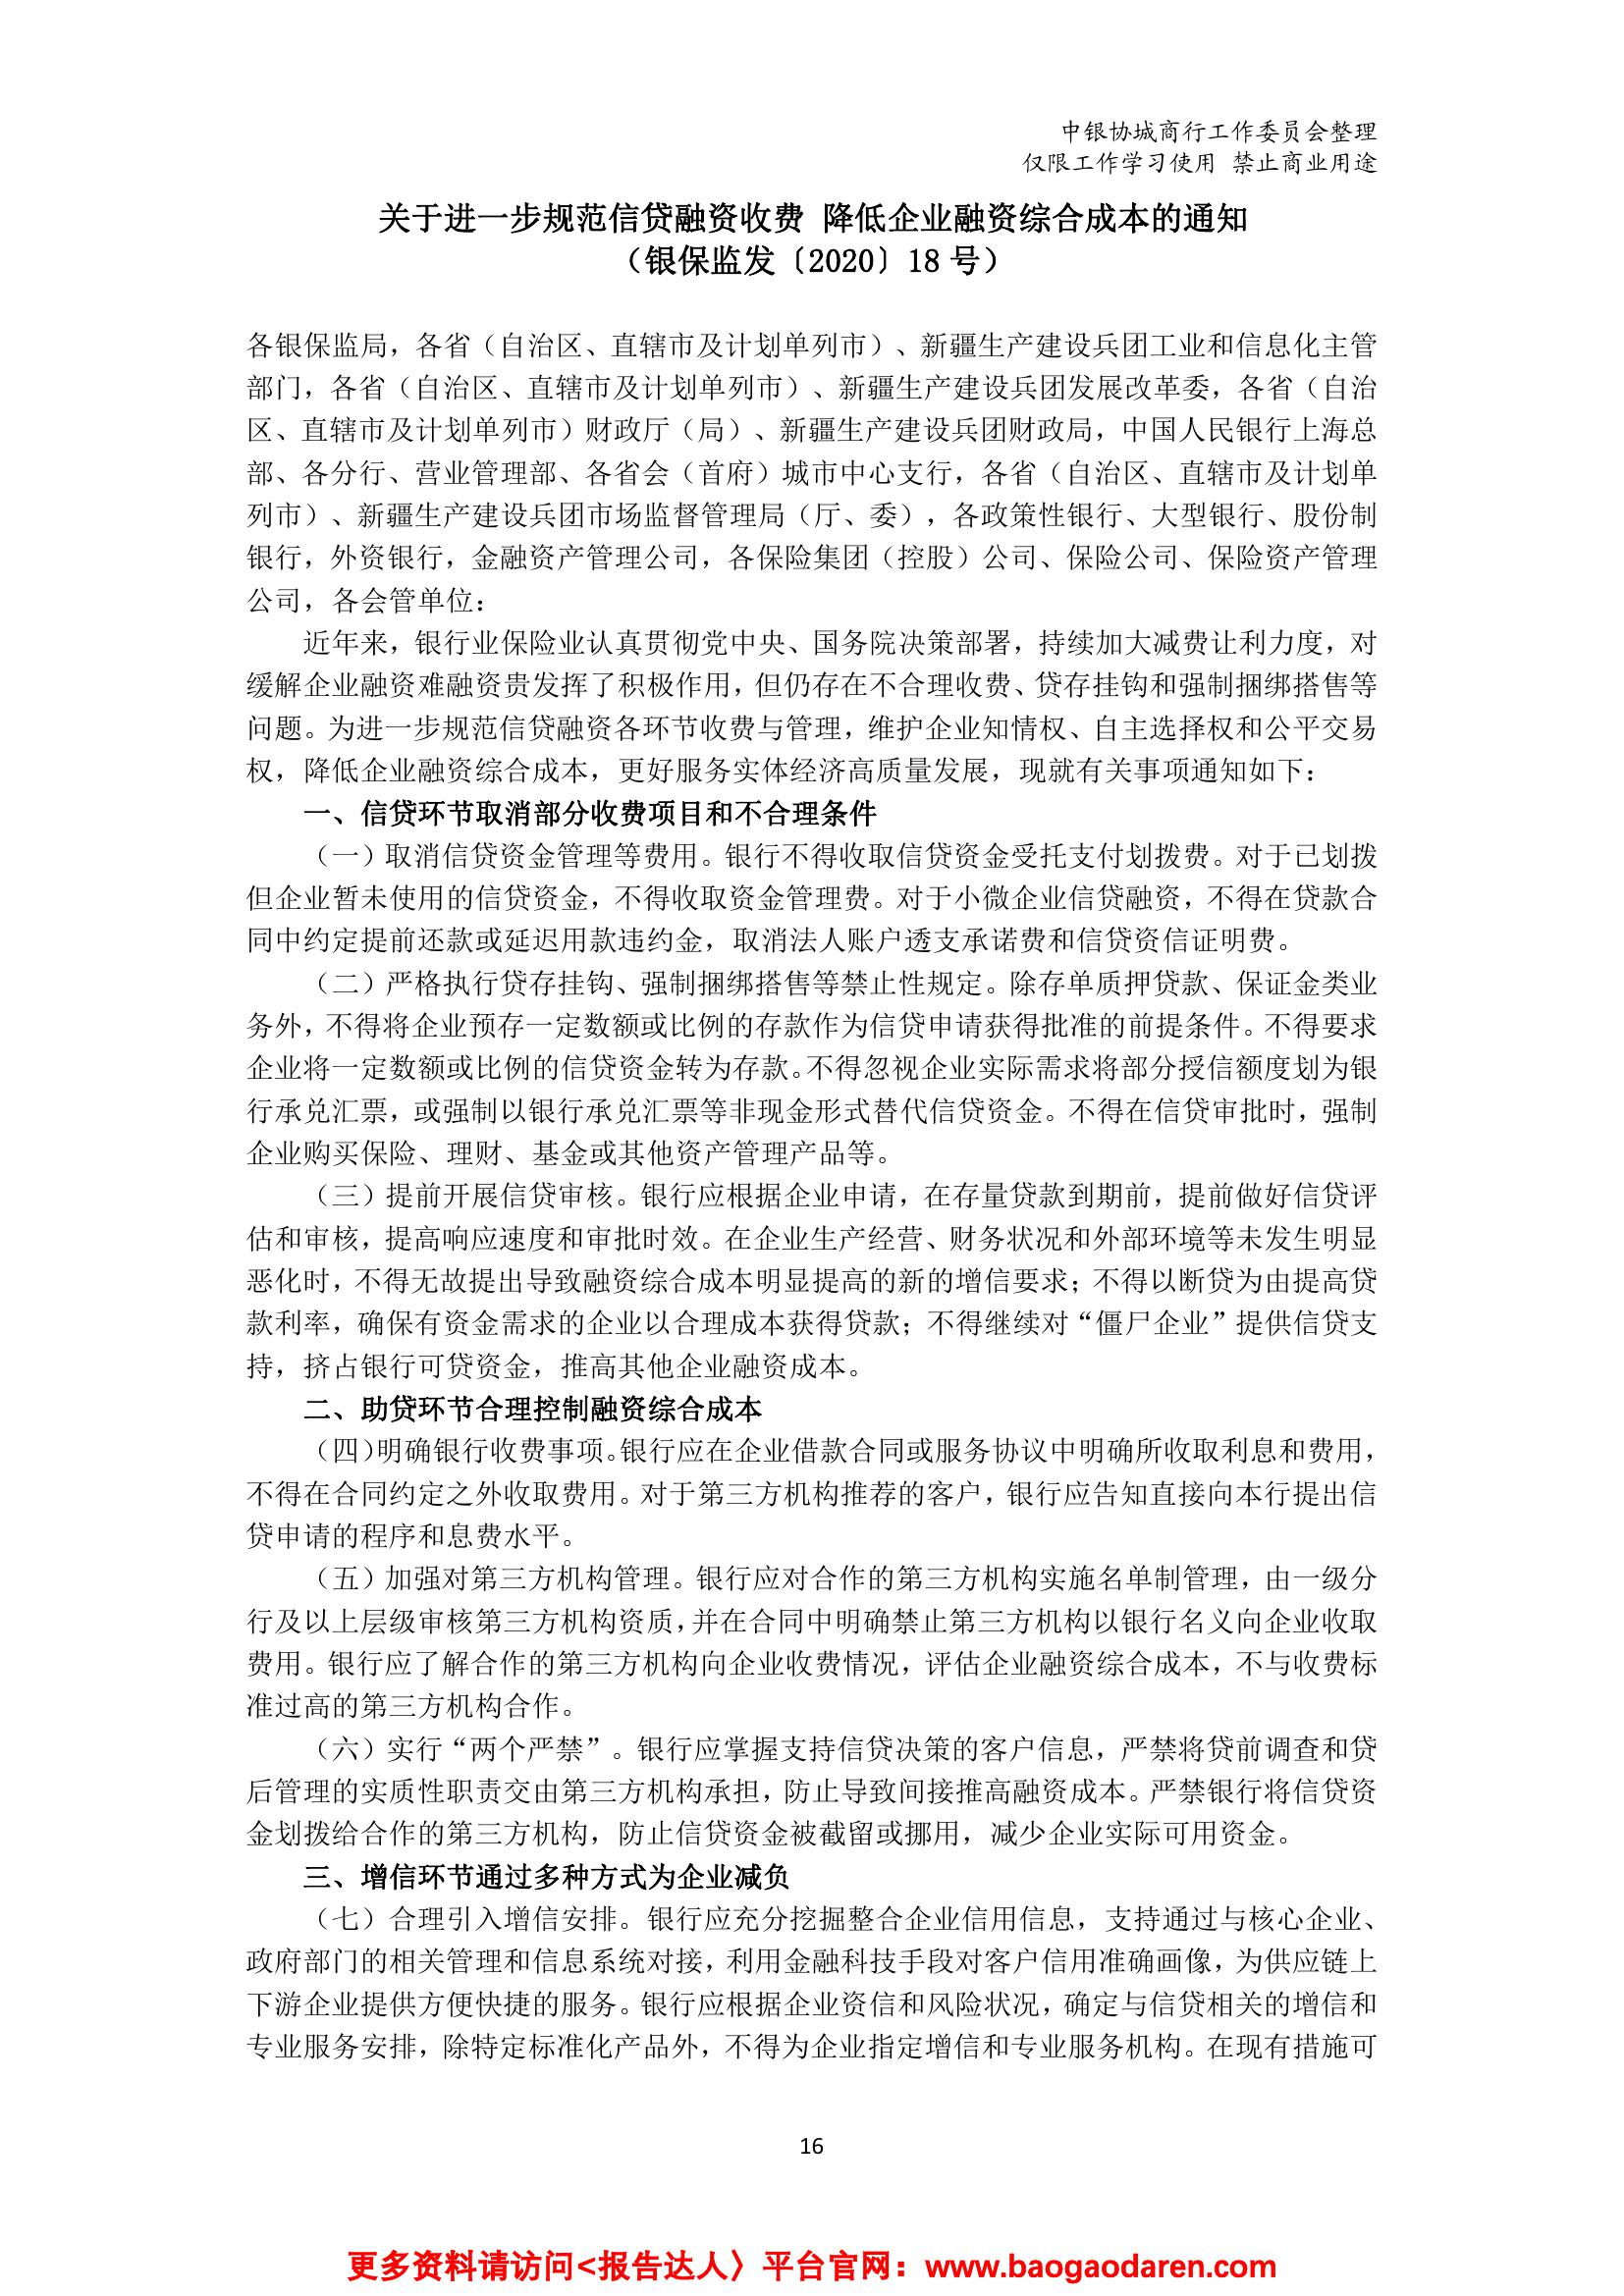 中银协城商行工作委员会整理
仅限工作学习使用 禁止商业用途
关于进一步规范信贷融资收费 降低企业融资综合成本的通知
（银保监发〔2020〕18 号）
各银保监局，各省（自治区、直辖市及计划单列市）、新疆生产建设兵团工业和信息化主管
部门，各省（自治区、直辖市及计划单列市）、新疆生产建设兵团发展改革委，各省（自治
区、直辖市及计划单列市）财政厅（局）、新疆生产建设兵团财政局，中国人民银行上海总
部、各分行、营业管理部、各省会（首府）城市中心支行，各省（自治区、直辖市及计划单
列市）、新疆生产建设兵团市场监督管理局（厅、委），各政策性银行、大型银行、股份制
银行，外资银行，金融资产管理公司，各保险集团（控股）公司、保险公司、保险资产管理
公司，各会管单位：
近年来，银行业保险业认真贯彻党中央、国务院决策部署，持续加大减费让利力度，对
缓解企业融资难融资贵发挥了积极作用，但仍存在不合理收费、贷存挂钩和强制捆绑搭售等
问题。为进一步规范信贷融资各环节收费与管理，维护企业知情权、自主选择权和公平交易
权，降低企业融资综合成本，更好服务实体经济高质量发展，现就有关事项通知如下：
一、信贷环节取消部分收费项目和不合理条件
（一）取消信贷资金管理等费用。银行不得收取信贷资金受托支付划拨费。对于已划拨
但企业暂未使用的信贷资金，不得收取资金管理费。对于小微企业信贷融资，不得在贷款合
同中约定提前还款或延迟用款违约金，取消法人账户透支承诺费和信贷资信证明费。
（二）严格执行贷存挂钩、强制捆绑搭售等禁止性规定。除存单质押贷款、保证金类业
务外，不得将企业预存一定数额或比例的存款作为信贷申请获得批准的前提条件。不得要求
企业将一定数额或比例的信贷资金转为存款。不得忽视企业实际需求将部分授信额度划为银
行承兑汇票，或强制以银行承兑汇票等非现金形式替代信贷资金。不得在信贷审批时，强制
企业购买保险、理财、基金或其他资产管理产品等。
（三）提前开展信贷审核。银行应根据企业申请，在存量贷款到期前，提前做好信贷评
估和审核，提高响应速度和审批时效。在企业生产经营、财务状况和外部环境等未发生明显
恶化时，不得无故提出导致融资综合成本明显提高的新的增信要求；不得以断贷为由提高贷
款利率，确保有资金需求的企业以合理成本获得贷款；不得继续对“僵尸企业”提供信贷支
持，挤占银行可贷资金，推高其他企业融资成本。
二、助贷环节合理控制融资综合成本
（四）明确银行收费事项。银行应在企业借款合同或服务协议中明确所收取利息和费用，
不得在合同约定之外收取费用。对于第三方机构推荐的客户，银行应告知直接向本行提出信
贷申请的程序和息费水平。
（五）加强对第三方机构管理。银行应对合作的第三方机构实施名单制管理，由一级分
行及以上层级审核第三方机构资质，并在合同中明确禁止第三方机构以银行名义向企业收取
费用。银行应了解合作的第三方机构向企业收费情况，评估企业融资综合成本，不与收费标
准过高的第三方机构合作。
（六）实行“两个严禁”。银行应掌握支持信贷决策的客户信息，严禁将贷前调查和贷
后管理的实质性职责交由第三方机构承担，防止导致间接推高融资成本。严禁银行将信贷资
金划拨给合作的第三方机构，防止信贷资金被截留或挪用，减少企业实际可用资金。
三、增信环节通过多种方式为企业减负
（七）合理引入增信安排。银行应充分挖掘整合企业信用信息，支持通过与核心企业、
政府部门的相关管理和信息系统对接，利用金融科技手段对客户信用准确画像，为供应链上
下游企业提供方便快捷的服务。银行应根据企业资信和风险状况，确定与信贷相关的增信和
专业服务安排，除特定标准化产品外，不得为企业指定增信和专业服务机构。在现有措施可
16
更多资料请访问<报告达人〉平台官网：www.baogaodaren.com